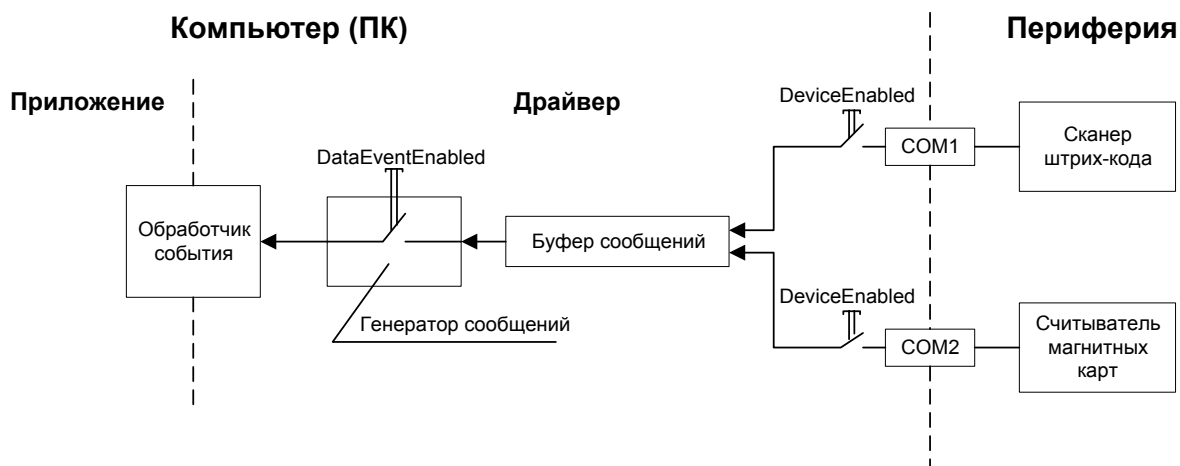 Компьютер (ПК)
Периферия
Приложение
Драйвер
DeviceEnabled
DataEventEnabled
COM1
Сканер
штрих-кода
Обработчик
события
Буфер сообщений
Генератор сообщений
DeviceEnabled
COM2
Считыватель
магнитных
карт